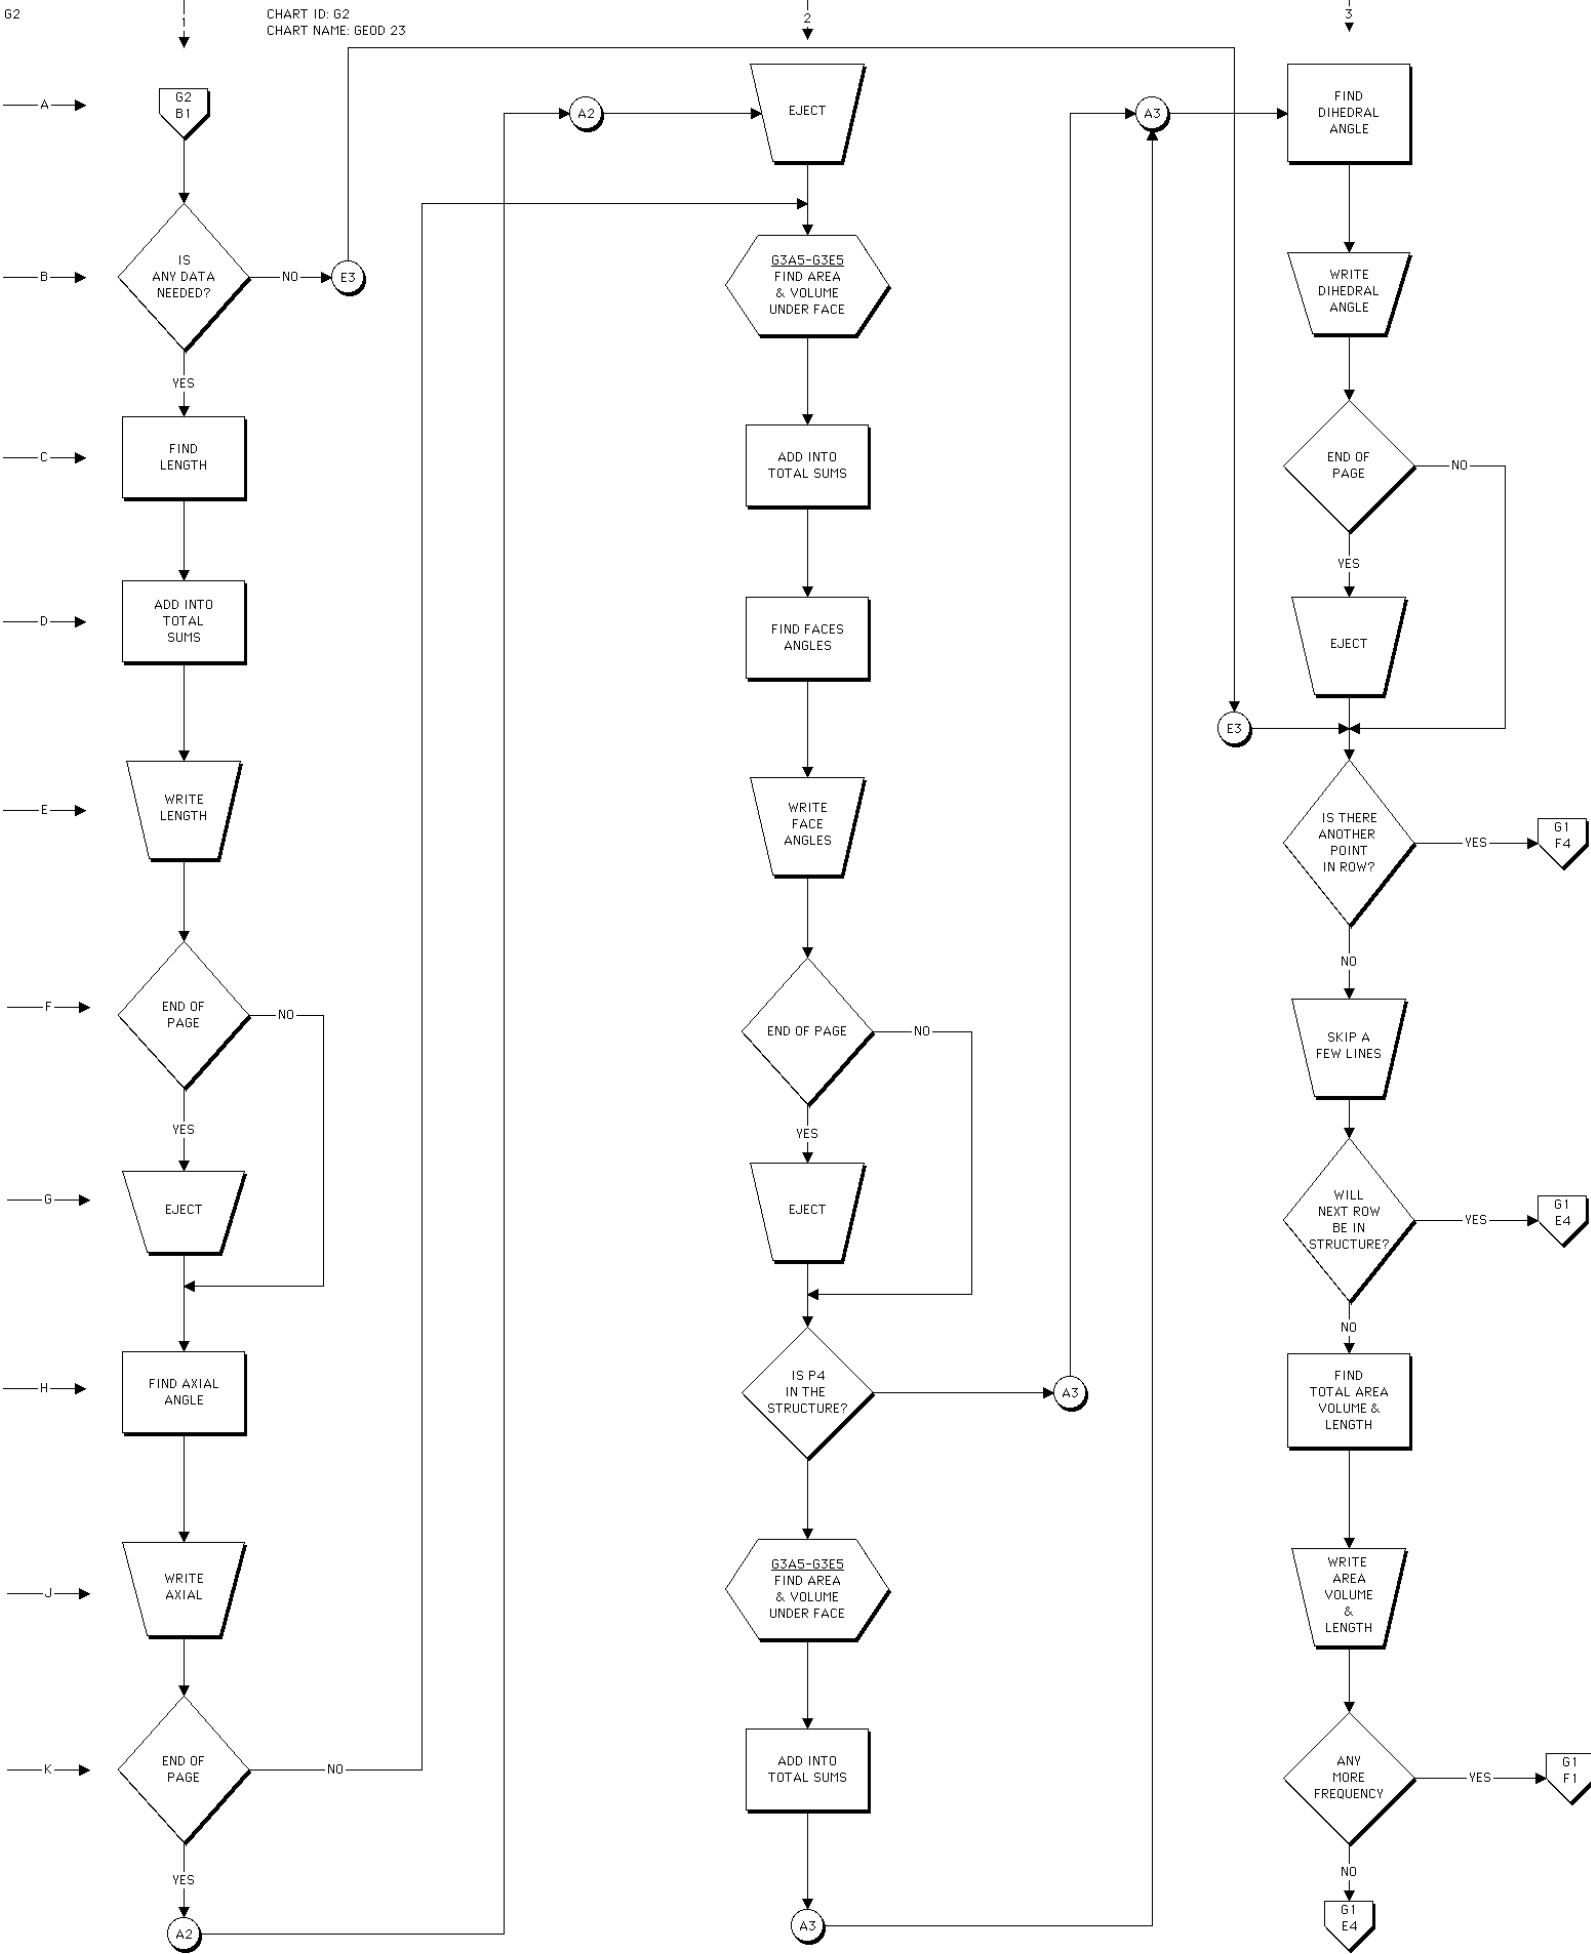 G2
1
CHART ID: G2
CHART NAME: GEOD 23
2
3
A
G2
B1
B
IS
ANY DATA
NEEDED?
NO
E3
YES
C
FIND
LENGTH
D
ADD INTO
TOTAL
SUMS
E
WRITE
LENGTH
F
END OF
PAGE
NO
YES
G
EJECT
H
FIND AXIAL
ANGLE
J
WRITE
AXIAL
K
END OF
PAGE
NO
YES
A2
A2
EJECT
G3A5-G3E5
FIND AREA
& VOLUME
UNDER FACE
ADD INTO
TOTAL SUMS
FIND FACES
ANGLES
WRITE
FACE
ANGLES
END OF PAGE
NO
YES
EJECT
IS P4
IN THE
STRUCTURE?
A3
G3A5-G3E5
FIND AREA
& VOLUME
UNDER FACE
ADD INTO
TOTAL SUMS
A3
A3
FIND
DIHEDRAL
ANGLE
WRITE
DIHEDRAL
ANGLE
END OF
PAGE
NO
YES
EJECT
E3
IS THERE
ANOTHER
POINT
IN ROW?
YES
G1
F4
NO
SKIP A
FEW LINES
WILL
NEXT ROW
BE IN
STRUCTURE?
YES
G1
E4
NO
FIND
TOTAL AREA
VOLUME &
LENGTH
WRITE
AREA
VOLUME
&
LENGTH
ANY
MORE
FREQUENCY
YES
G1
F1
NO
G1
E4